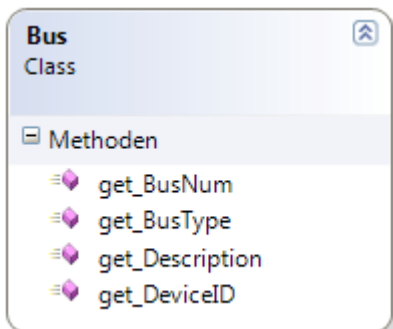 Bus
Class
Methoden
get_BusNum
get_BusType
get_Description
get_DeviceID